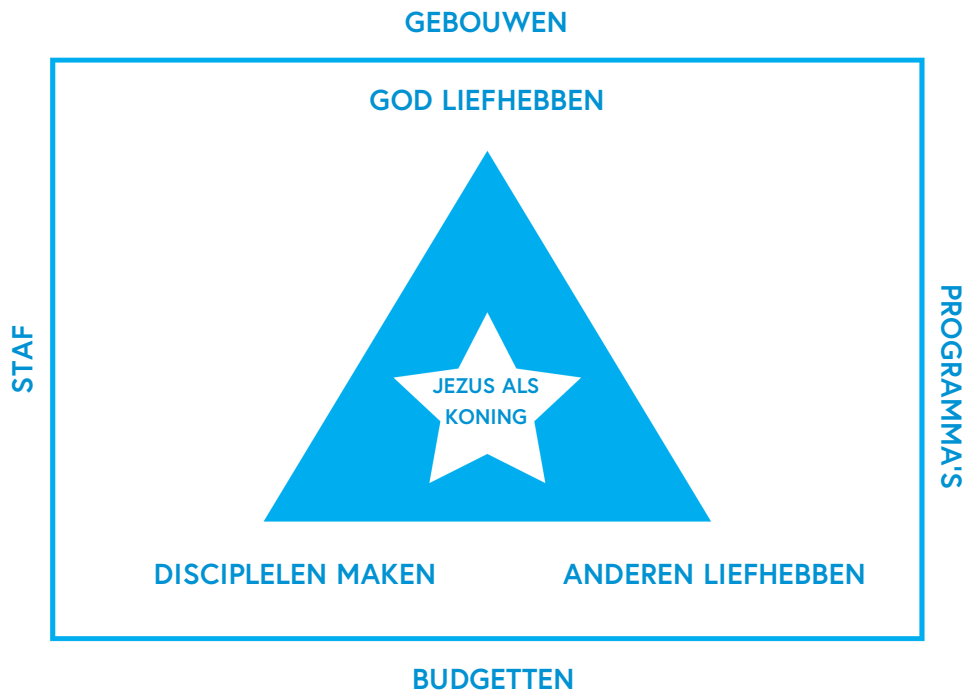 GEBOUWEN
GOD LIEFHEBBEN
STAF
PROGRAMMA'S
JEZUS ALS
KONING
DISCIPLELEN MAKEN
ANDEREN LIEFHEBBEN
BUDGETTEN